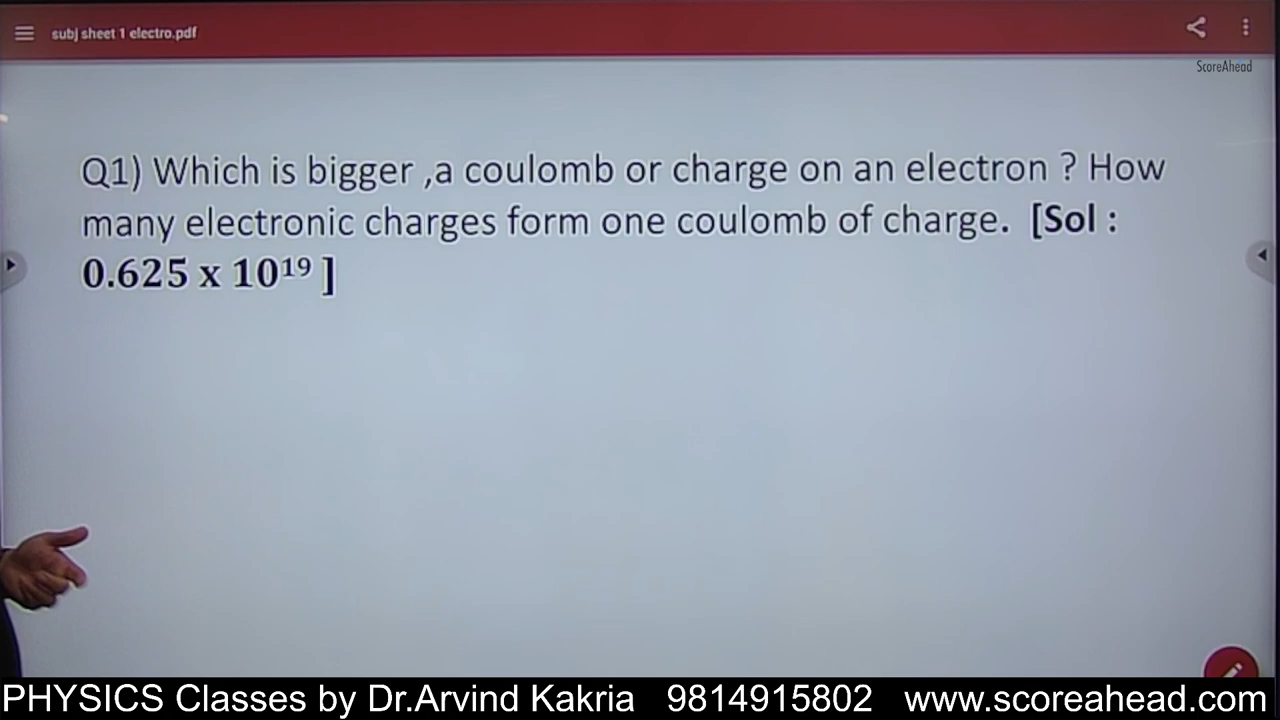 subj sheet 1 electro.pdf
ScoreAhead
Q1) Which is bigger ,a coulomb or charge on an electron ? How
many electronic charges form one coulomb of charge. [Sol :
0.625 x 10¹⁹ ]
PHYSICS Classes by Dr.Arvind Kakria 9814915802 www.scoreahead.com